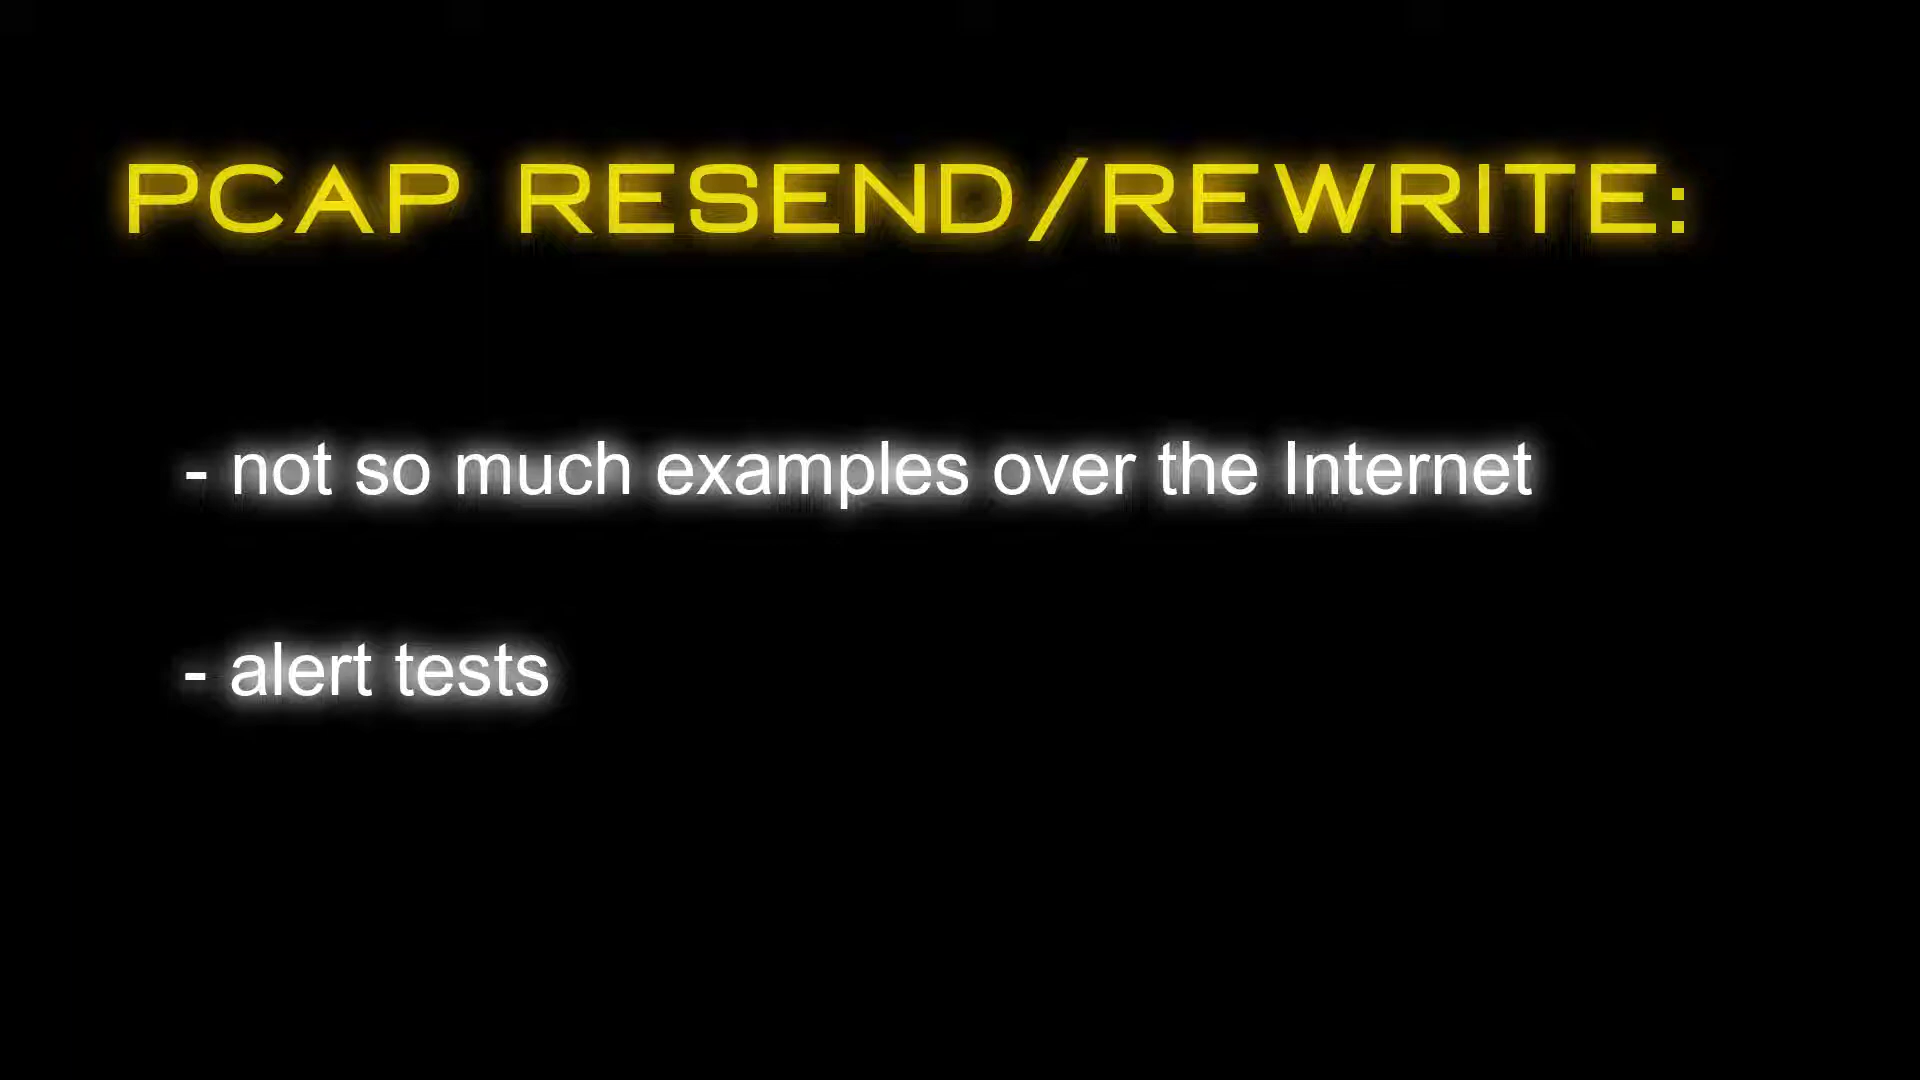 PCAP RESEND/REWRITE:
- not so much examples over the Internet
- alert tests